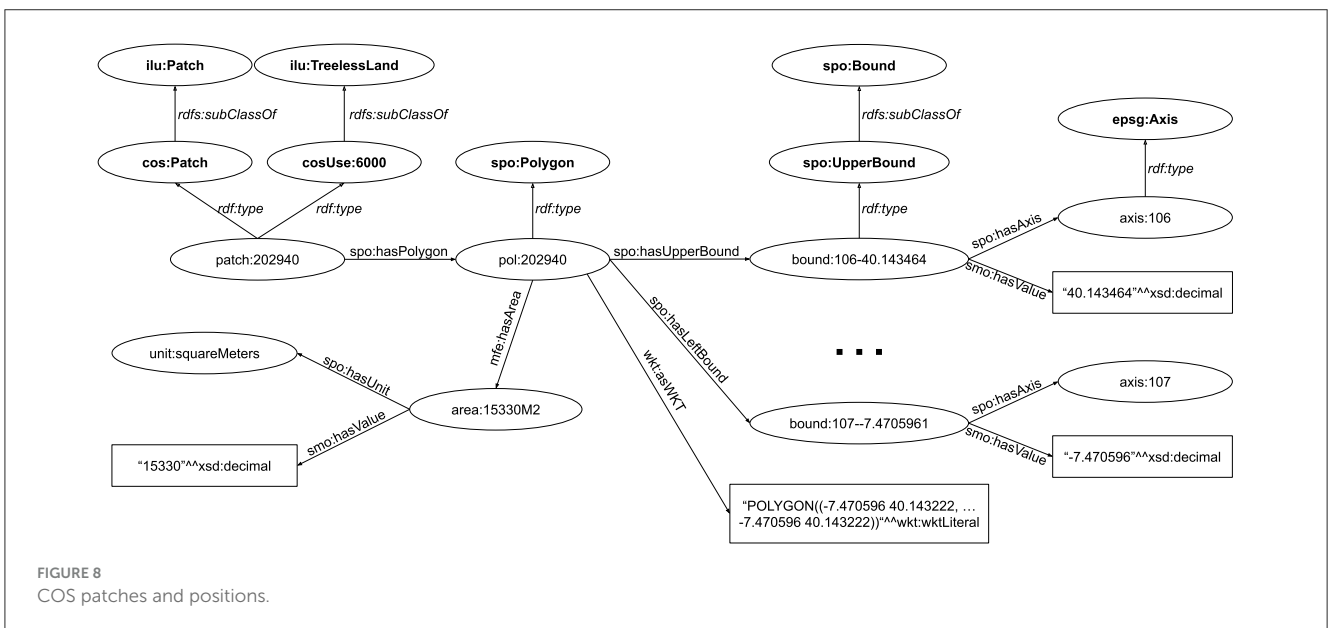 ilu:Patch
ilu:TreelessLand
spo:Bound
rdfs:subClassOf
rdfs:subClassOf
rdfs:subClassOf
epsg:Axis
cos:Patch
cosUse:6000
spo:Polygon
spo:UpperBound
rdf:type
rdf:type
rdf:type
rdf:type
rdf:type
axis:106
patch:202940
spo:hasPolygon
pol:202940
spo:hasUpperBound
bound:106-40.143464
spo:hasAxis
smo:hasValue
“40.143464”^^xsd:decimal
mfe:hasArea
spo:hasLeftBound
wkt:asWKT
...
unit:squareMeters
spo:hasUnit
smo:hasValue
area:15330M2
“15330”^^xsd:decimal
bound:107--7.4705961
spo:hasAxis
axis:107
smo:hasValue
“-7.470596”^^xsd:decimal
“POLYGON((-7.470596 40.143222, …
-7.470596 40.143222))“^^wkt:wktLiteral
FIGURE 8
COS patches and positions.